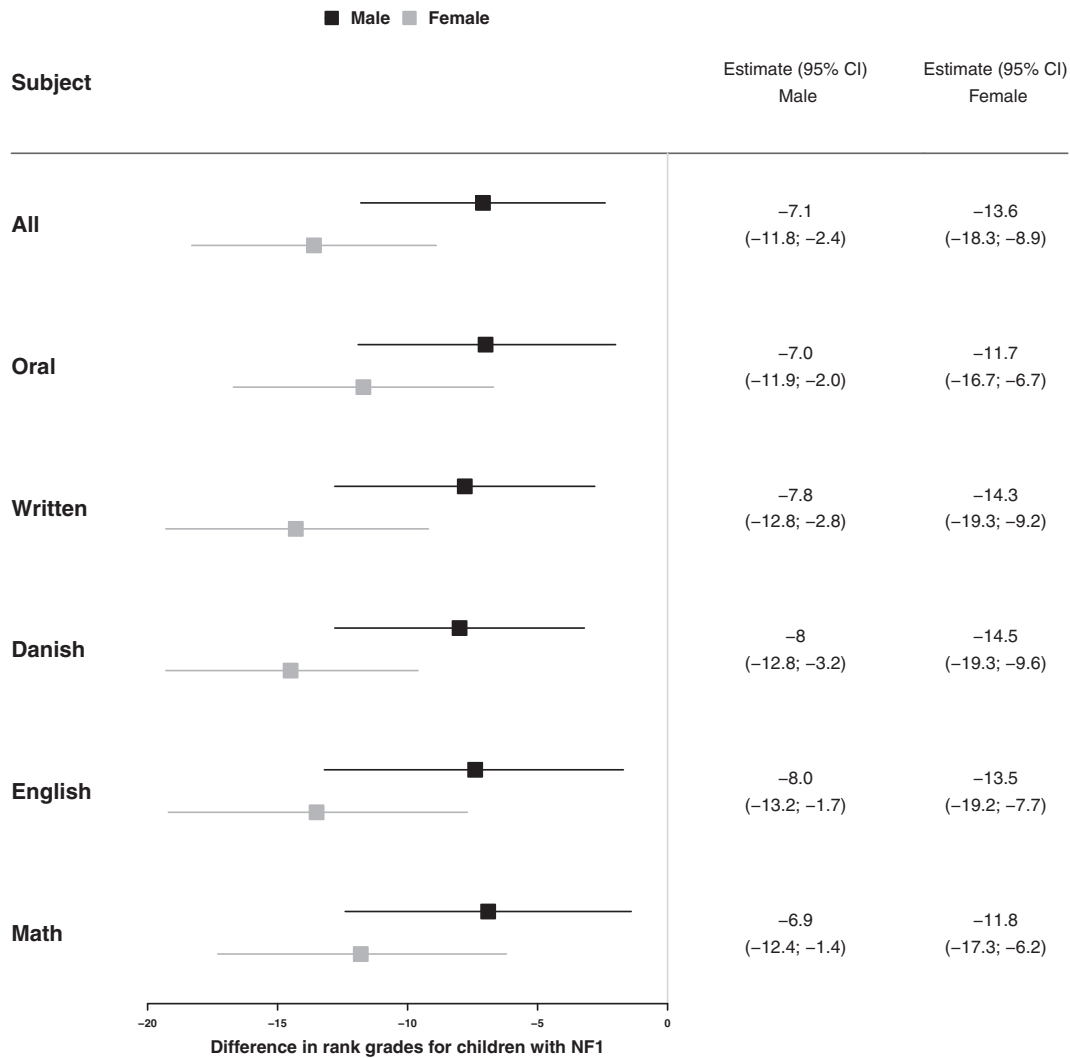 Male Female
Subject
Estimate (95% CI) Estimate (95% CI)
Male Female
All
−7.1 −13.6
(−11.8; −2.4) (−18.3; −8.9)
Oral
−7.0 −11.7
(−11.9; −2.0) (−16.7; −6.7)
Written
−7.8 −14.3
(−12.8; −2.8) (−19.3; −9.2)
Danish
−8 −14.5
(−12.8; −3.2) (−19.3; −9.6)
English
−8.0 −13.5
(−13.2; −1.7) (−19.2; −7.7)
Math
−6.9 −11.8
(−12.4; −1.4) (−17.3; −6.2)
−20 −15 −10 −5 0
Difference in rank grades for children with NF1